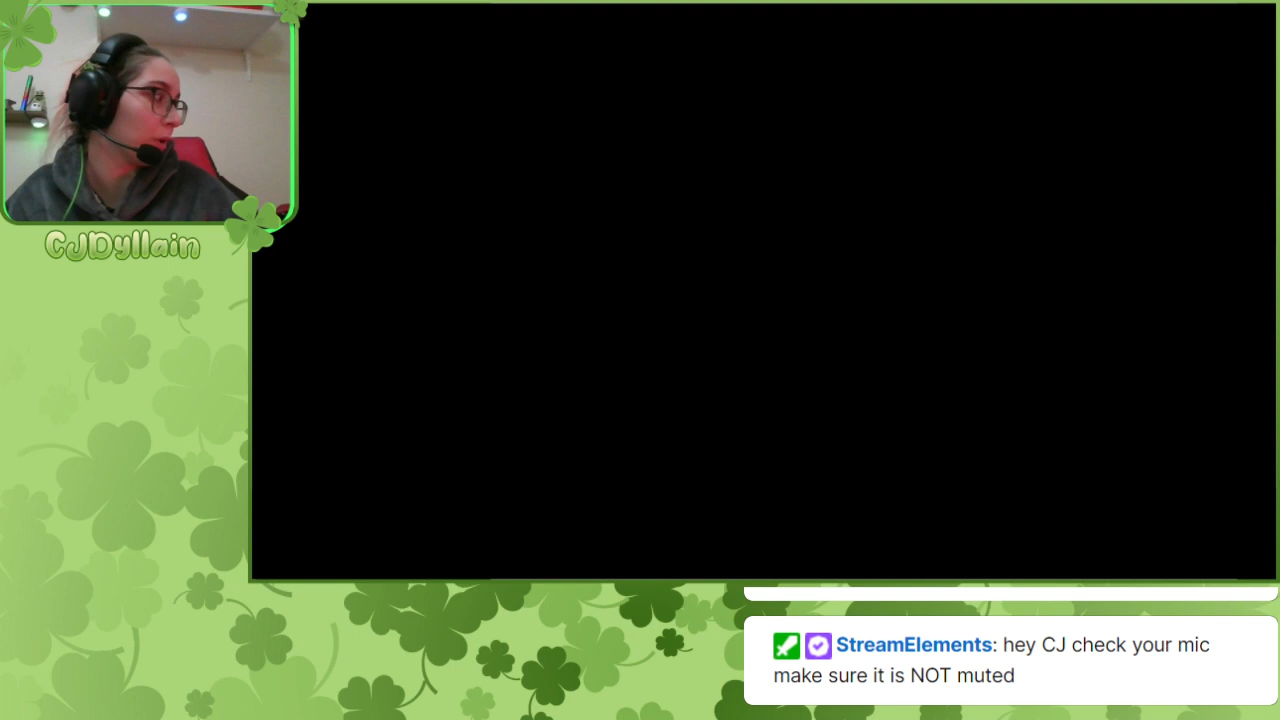 CJDyllain
StreamElements: hey CJ check your mic
make sure it is NOT muted